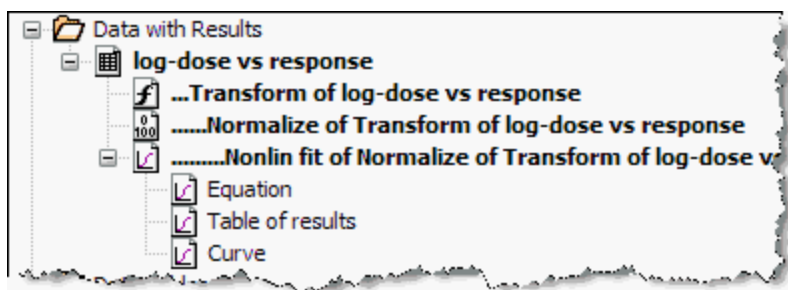 Data with Results
log-dose vs response
...Transform of log-dose vs response
......Normalize of Transform of log-dose vs response
.........Nonlin fit of Normalize of Transform of log-dose
Equation
Table of results
Curve